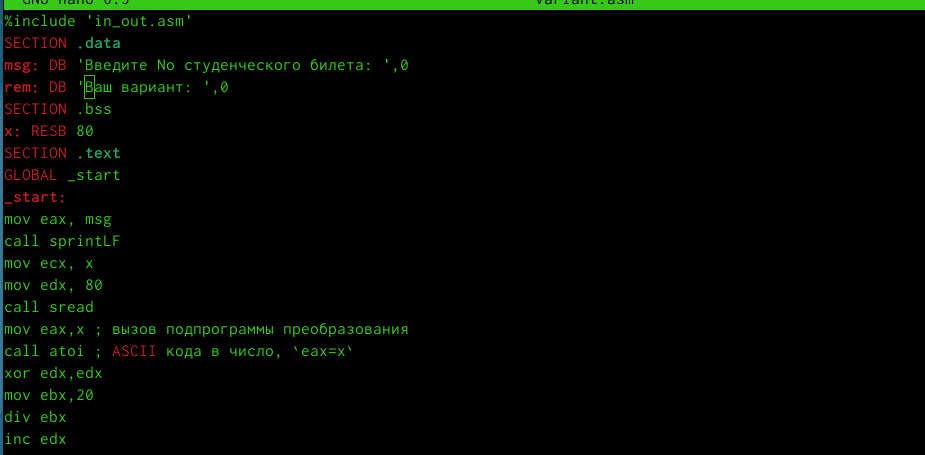 GNU nano 6.3 variant.asm
%include 'in_out.asm'
SECTION .data
msg: DB 'Введите No студенческого билета: ',0
rem: DB 'Ваш вариант: ',0
SECTION .bss
x: RESB 80
SECTION .text
GLOBAL _start
_start:
mov eax, msg
call sprintLF
mov ecx, x
mov edx, 80
call sread
mov eax,x ; вызов подпрограммы преобразования
call atoi ; ASCII кода в число, `eax=x`
xor edx,edx
mov ebx,20
div ebx
inc edx